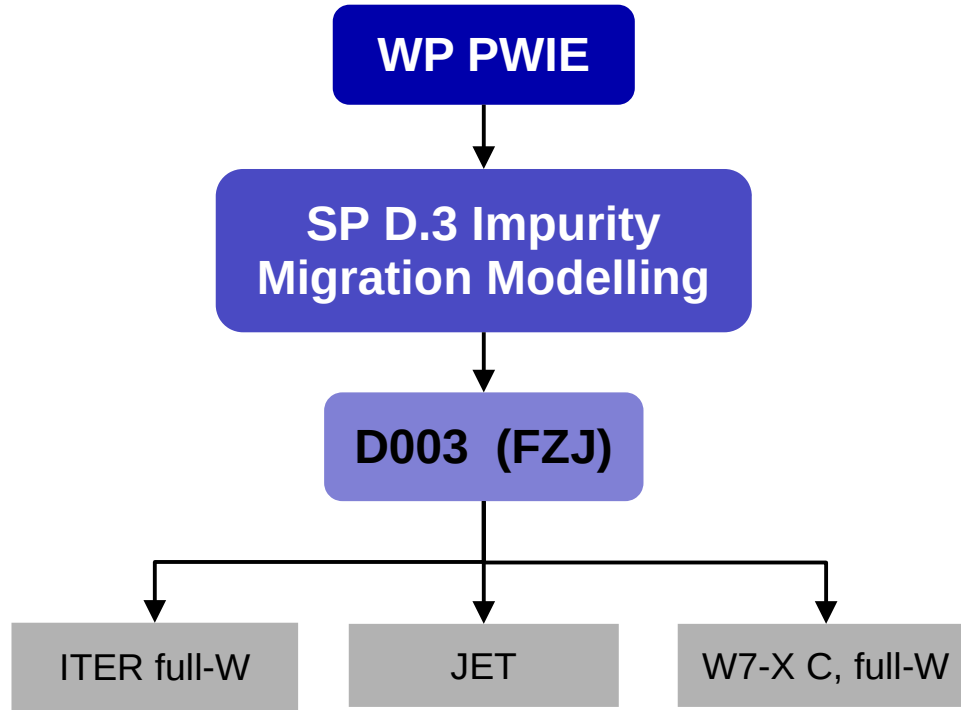 WP PWIE
SP D.3 Impurity
Migration Modelling
D003  (FZJ)
ITER full-W
JET
W7-X C, full-W